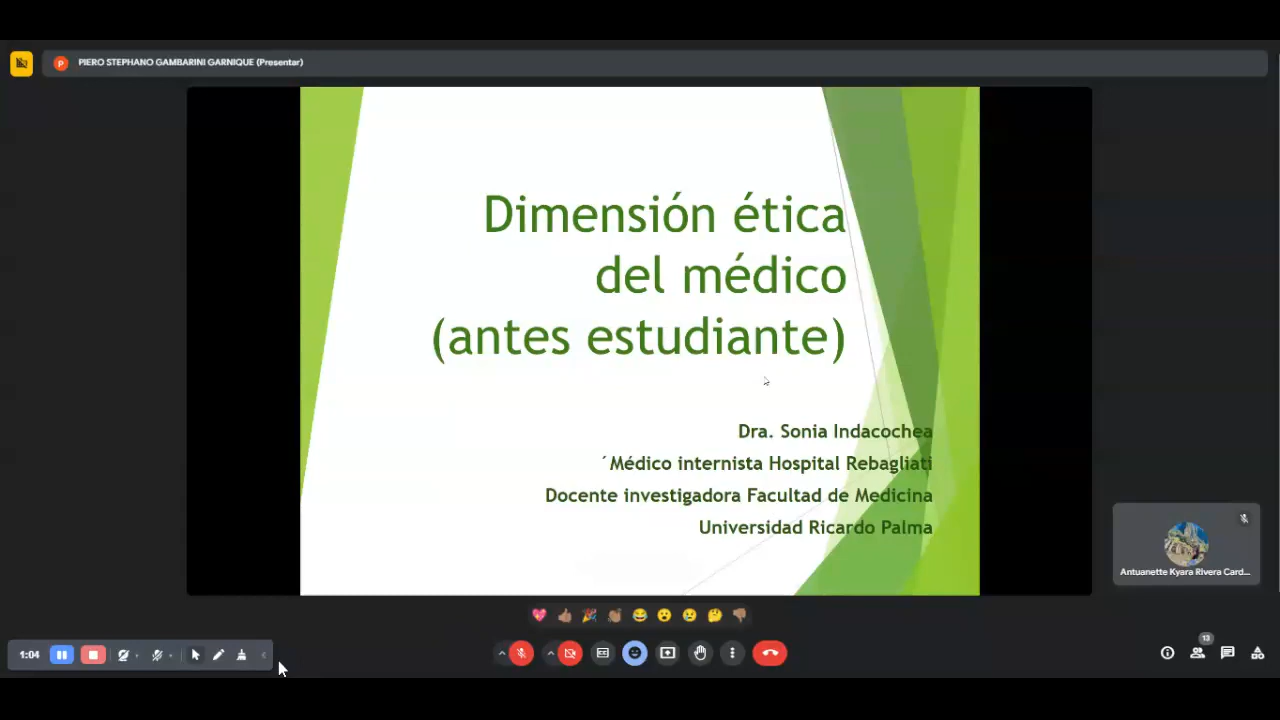 PIERO STEPHANO GAMBARINI GARNIQUE (Presentar)
P
Dimensión ética
del médico
(antes estudiante)
Dra. Sonia Indacochea
´Médico internista Hospital Rebagliati
Docente investigadora Facultad de Medicina
Universidad Ricardo Palma
Antuanette Kyara Rivera Card...
1:04
13